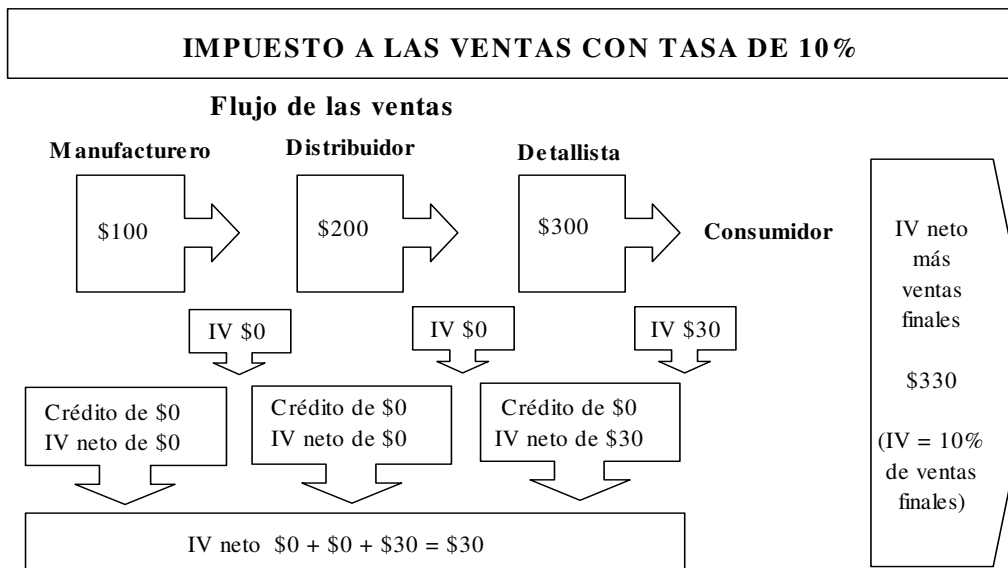 IMPUESTO A LAS VENTAS CON TASA DE 10%
Flujo de las ventas
Manufacturero
Distribuidor
Detallista
$100
$200
$300
Consumidor
IV $0
IV $0
IV $30
Crédito de $0
IV neto de $0
Crédito de $0
IV neto de $0
Crédito de $0
IV neto de $30
IV neto $0 + $0 + $30 = $30
IV neto
más
ventas
finales
$330
(IV = 10%
de ventas
finales)